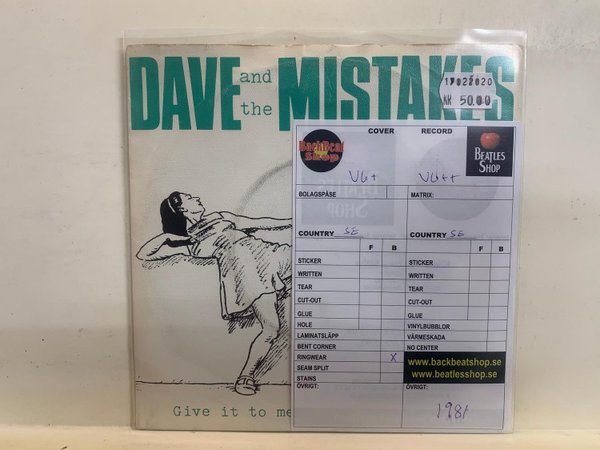 DAVE and the MISTAKES
17022020
KR 50.00
BackBeat Shop
COVER
RECORD
BEATLES SHOP
VG+
VG++
BOLAGSPÅSE
MATRIX:
COUNTRY SE
COUNTRY SE
F B
F B
STICKER
STICKER
WRITTEN
WRITTEN
TEAR
TEAR
CUT-OUT
CUT-OUT
GLUE
GLUE
HOLE
VINYLBUBBLOR
LAMINATSLÄPP
VÄRMESKADA
BENT CORNER
NO CENTER
RINGWEAR X
www.backbeatshop.se
SEAM SPLIT
www.beatlesshop.se
STAINS
ÖVRIGT:
ÖVRIGT:
1981
Give it to me